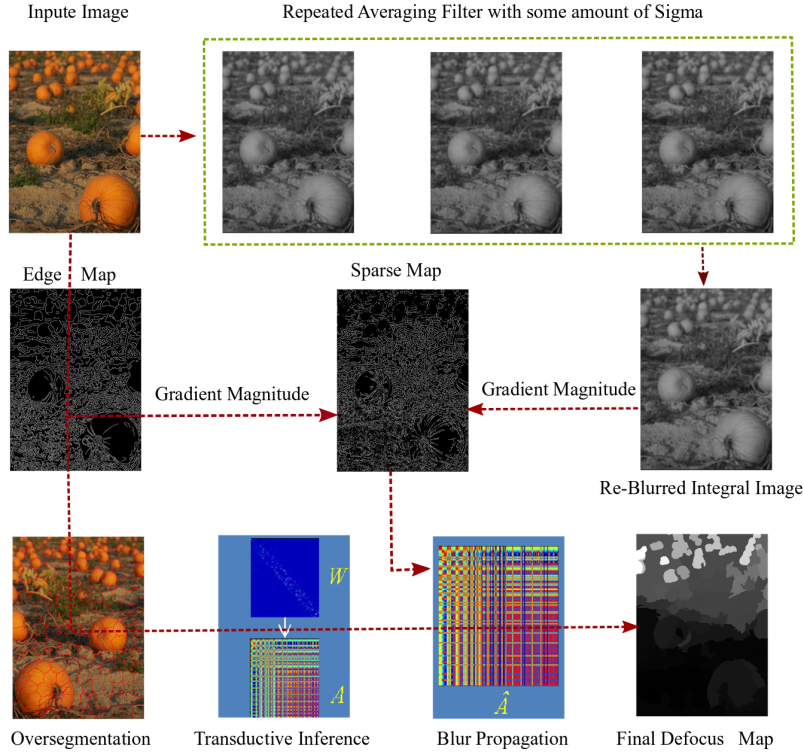 Inpute Image
Repeated Averaging Filter with some amount of Sigma
Edge Map
Sparse Map
Gradient Magnitude
Gradient Magnitude
Re-Blurred Integral Image
W
A
Â
Oversegmentation
Transductive Inference
Blur Propagation
Final Defocus Map